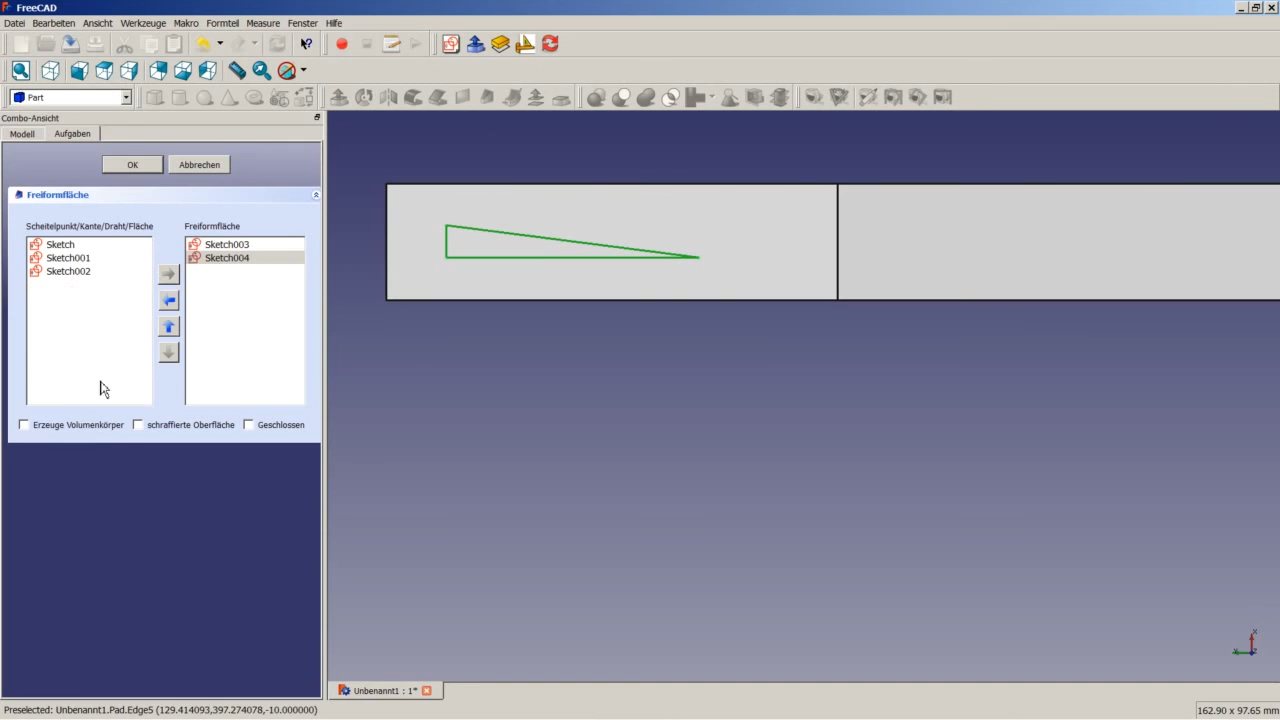 FreeCAD
Datei Bearbeiten Ansicht Werkzeuge Makro Formteil Measure Fenster Hilfe
Part
Combo-Ansicht
Modell Aufgaben
OK Abbrechen
Freiformfläche
Scheitelpunkt/Kante/Draht/Fläche Freiformfläche
Sketch Sketch003
Sketch001 Sketch004
Sketch002
Erzeuge Volumenkörper schraffierte Oberfläche Geschlossen
Unbenannt1 : 1*
Preselected: Unbenannt1.Pad.Edge5 (129.414093,397.274078,-10.000000)
162.90 x 97.65 mm